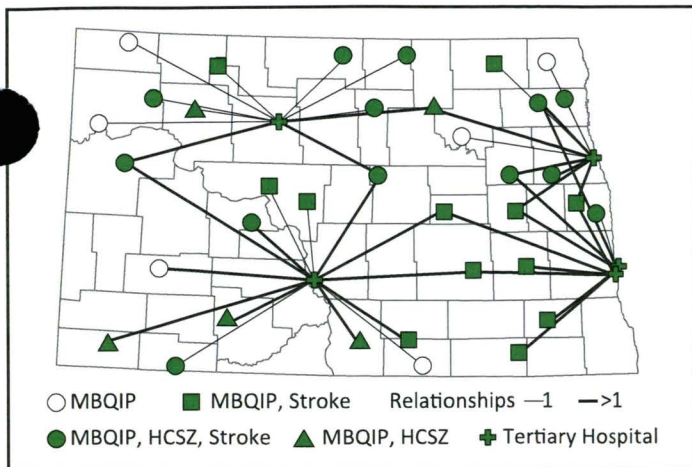 MBQIP MBQIP, Stroke Relationships —1 —>1
MBQIP, HCSZ, Stroke MBQIP, HCSZ Tertiary Hospital